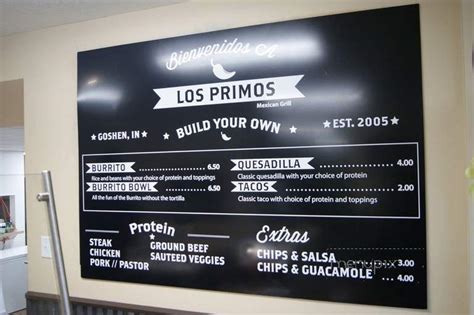 Bienvenidos A
LOS PRIMOS
Mexican Grill
★ GOSHEN, IN ★
BUILD YOUR OWN
★ EST. 2005 ★
BURRITO 6.50
Rice and beans with your choice of protein and toppings
BURRITO BOWL 6.50
All the fun of the Burrito without the tortilla
QUESADILLA 4.00
Classic quesadilla with your choice of protein
TACOS 2.00
Classic taco with choice of protein and toppings
Protein
STEAK
CHICKEN
PORK // PASTOR
GROUND BEEF
SAUTEED VEGGIES
Extras
CHIPS & SALSA 3.00
CHIPS & GUACAMOLE 4.00
menupix